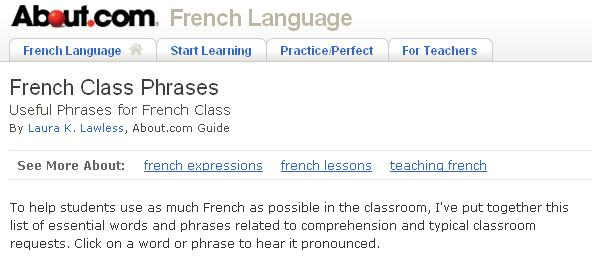 About.com French Language
French Language Start Learning Practice/Perfect For Teachers
French Class Phrases
Useful Phrases for French Class
By Laura K. Lawless, About.com Guide
See More About: french expressions french lessons teaching french
To help students use as much French as possible in the classroom, I've put together this
list of essential words and phrases related to comprehension and typical classroom
requests. Click on a word or phrase to hear it pronounced.